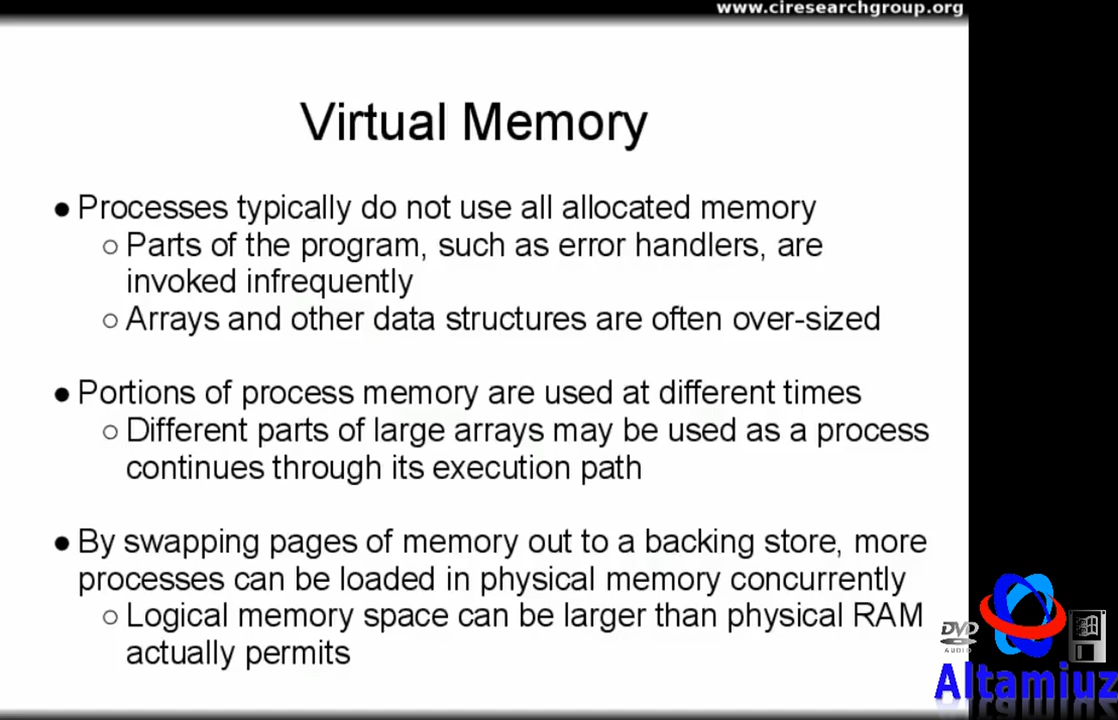 www.ciresearchgroup.org
Virtual Memory
● Processes typically do not use all allocated memory
○ Parts of the program, such as error handlers, are
invoked infrequently
○ Arrays and other data structures are often over-sized
● Portions of process memory are used at different times
○ Different parts of large arrays may be used as a process
continues through its execution path
● By swapping pages of memory out to a backing store, more
processes can be loaded in physical memory concurrently
○ Logical memory space can be larger than physical RAM
actually permits
DVD
AUDIO
Altamiuz